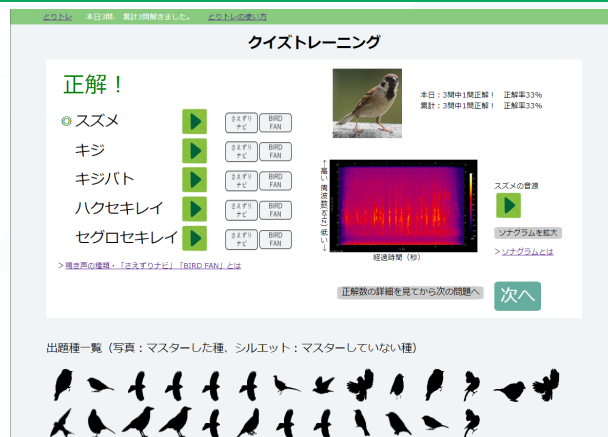 とりトレ 本日3問、累計3問解きました。 とりトレの使い方
クイズトレーニング
正解！
◎スズメ さえずりナビ BIRD FAN
キジ さえずりナビ BIRD FAN
キジバト さえずりナビ BIRD FAN
ハクセキレイ さえずりナビ BIRD FAN
セグロセキレイ さえずりナビ BIRD FAN
＞鳴き声の種類・「さえずりナビ」「BIRD FAN」とは
本日：3問中1問正解！ 正解率33%
累計：3問中1問正解！ 正解率33%
←高い 周波数(kHz) 低い→
経過時間（秒）
スズメの音源
ソナグラムを拡大
＞ソナグラムとは
正解数の詳細を見てから次の問題へ
次へ
出題種一覧（写真：マスターした種、シルエット：マスターしていない種）